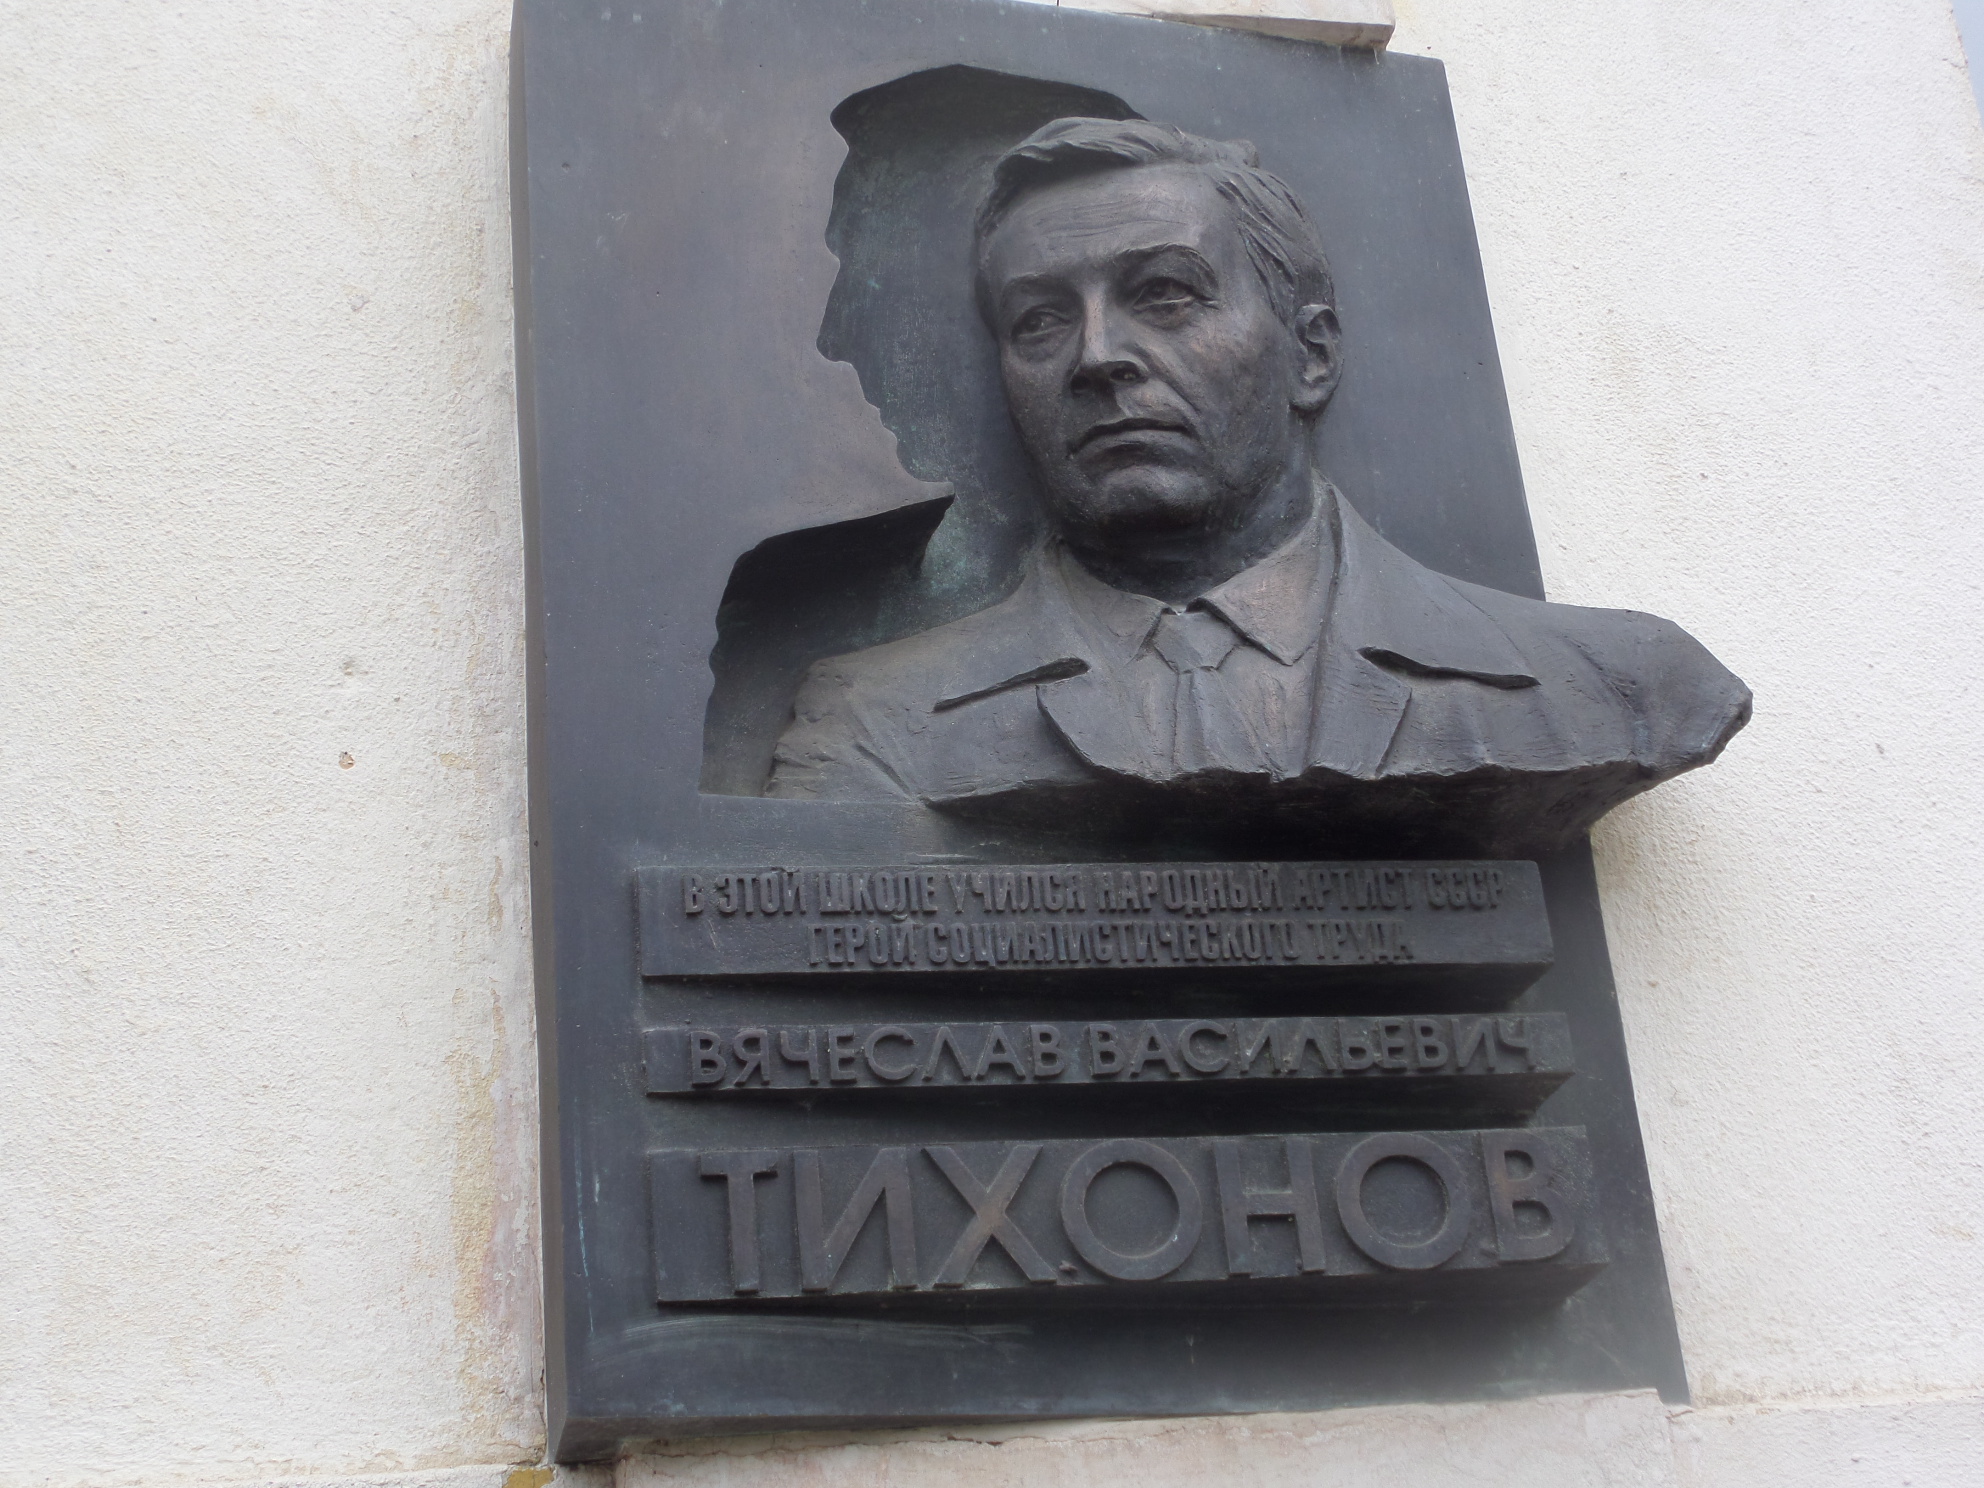 В ЭТОЙ ШКОЛЕ УЧИЛСЯ НАРОДНЫЙ АРТИСТ СССР
ГЕРОЙ СОЦИАЛИСТИЧЕСКОГО ТРУДА
ВЯЧЕСЛАВ ВАСИЛЬЕВИЧ
ТИХОНОВ